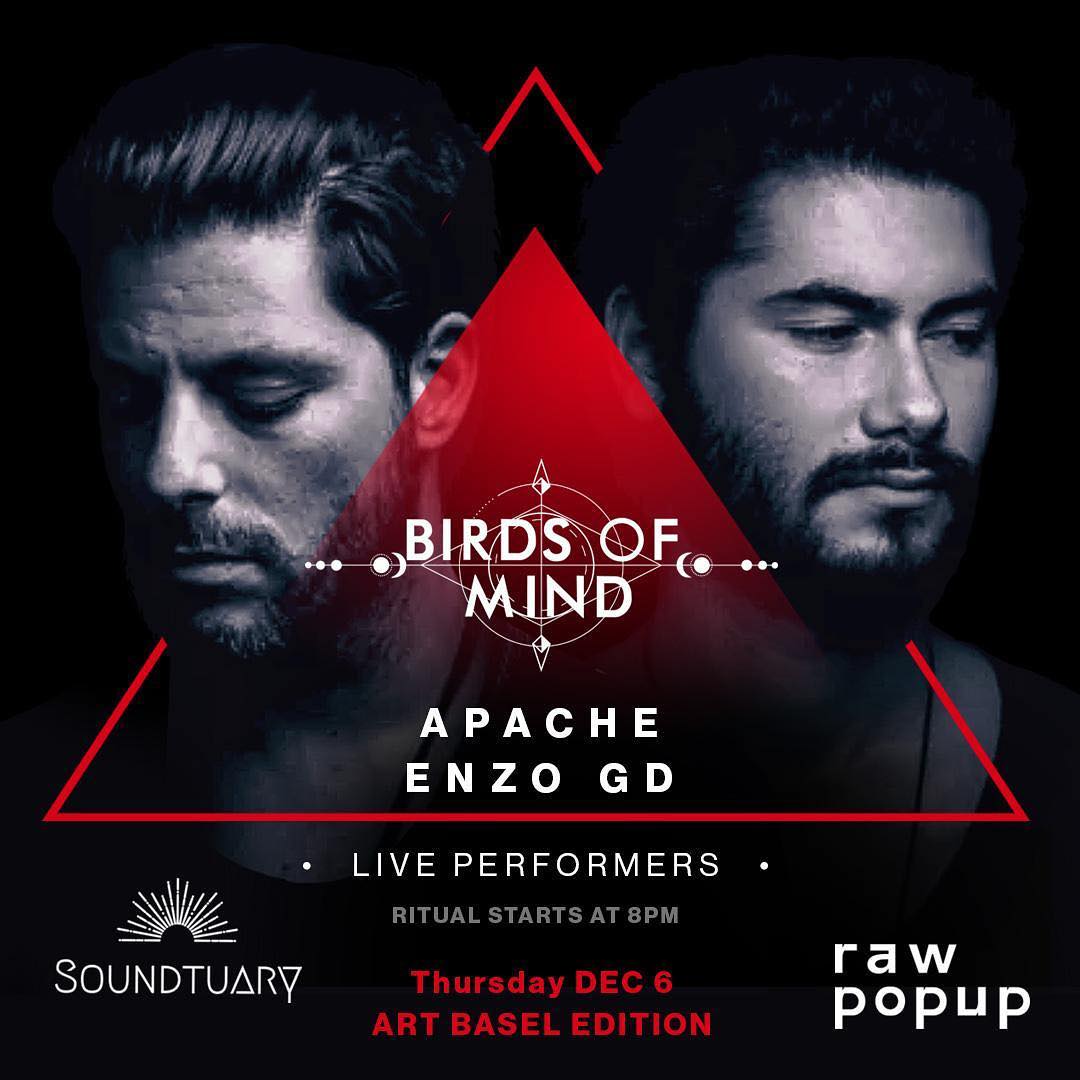 BIRDS OF
MIND
APACHE
ENZO GD
• LIVE PERFORMERS •
RITUAL STARTS AT 8PM
SOUNDTUARY
Thursday DEC 6
ART BASEL EDITION
raw
popup